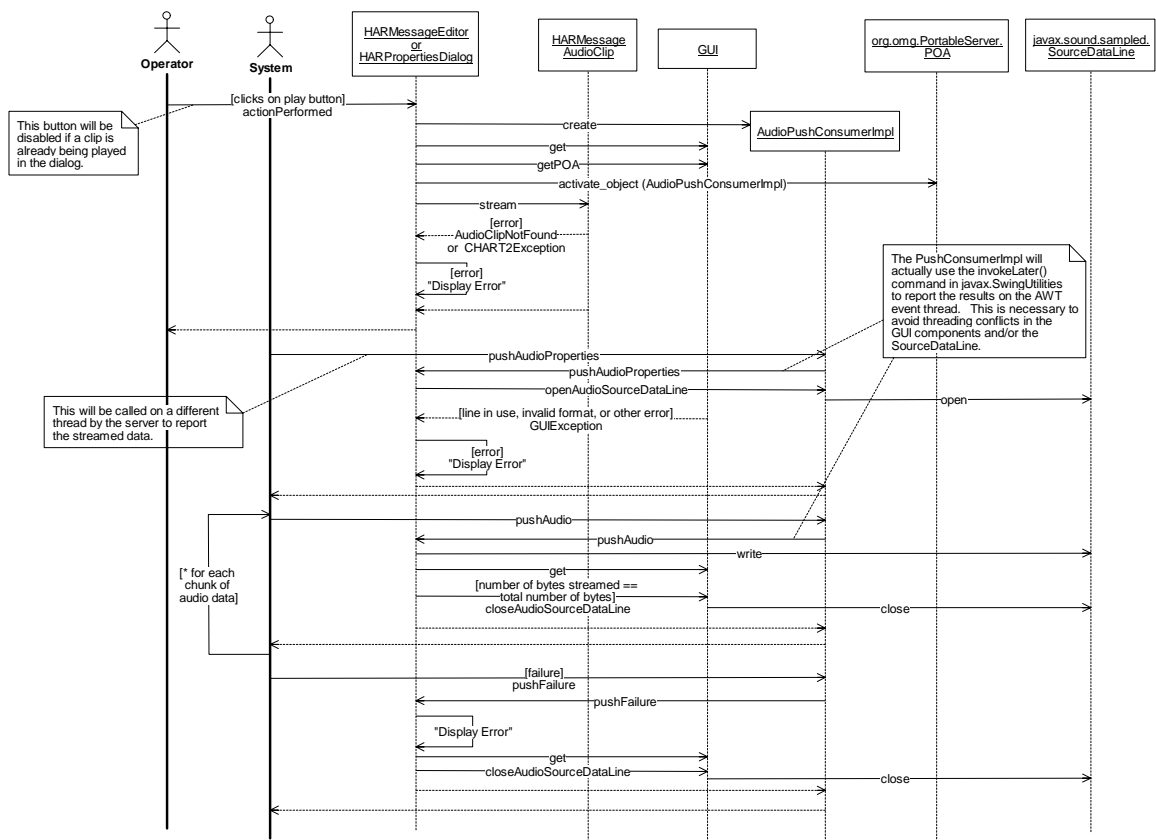 HARMessageEditor
or
HARPropertiesDialog
HARMessage
AudioClip
GUI
org.omg.PortableServer.
POA
javax.sound.sampled.
SourceDataLine
Operator
System
[clicks on play button]
actionPerformed
This button will be
disabled if a clip is
already being played
in the dialog.
create
AudioPushConsumerImpl
get
getPOA
activate_object (AudioPushConsumerImpl)
stream
[error]
AudioClipNotFound
or CHART2Exception
[error]
"Display Error"
The PushConsumerImpl will
actually use the invokeLater()
command in javax.SwingUtilities
to report the results on the AWT
event thread. This is necessary to
avoid threading conflicts in the
GUI components and/or the
SourceDataLine.
pushAudioProperties
pushAudioProperties
openAudioSourceDataLine
open
This will be called on a different
thread by the server to report
the streamed data.
[line in use, invalid format, or other error]
GUIException
[error]
"Display Error"
pushAudio
pushAudio
write
[* for each
chunk of
audio data]
get
[number of bytes streamed ==
total number of bytes]
closeAudioSourceDataLine
close
[failure]
pushFailure
pushFailure
"Display Error"
get
closeAudioSourceDataLine
close